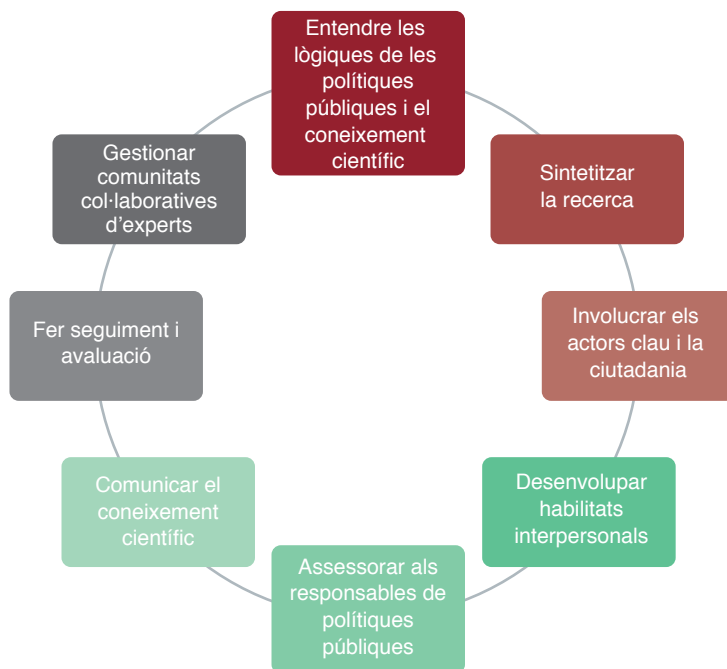 Entendre les
lògiques de les
polítiques
públiques i el
coneixement
científic
Sintetitzar
la recerca
Involucrar els
actors clau i la
ciutadania
Desenvolupar
habilitats
interpersonals
Assessorar als
responsables de
polítiques
públiques
Comunicar el
coneixement
científic
Fer seguiment i
avaluació
Gestionar
comunitats
col·laboratives
d’experts